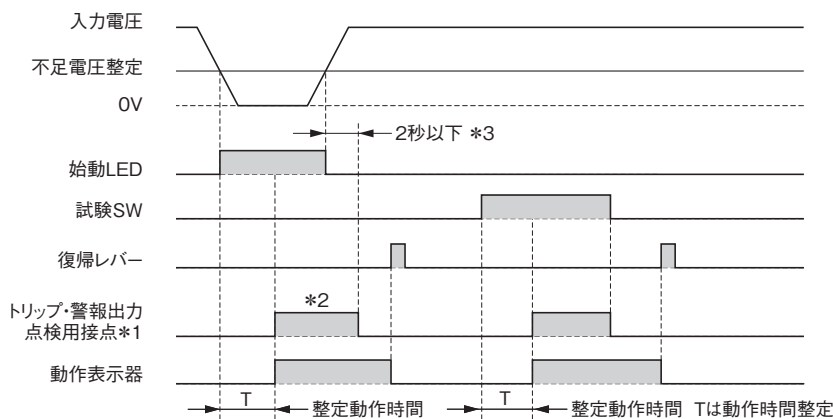 入力電圧
不足電圧整定
0V
2秒以下 *3
始動LED
試験SW
復帰レバー
*2
トリップ・警報出力
点検用接点*1
動作表示器
T
整定動作時間
T
整定動作時間 Tは動作時間整定